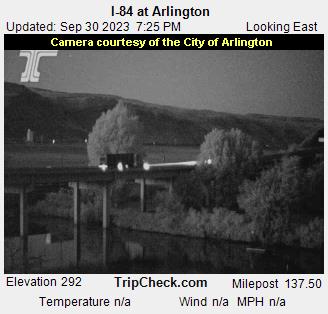 I-84 at Arlington
Updated: Sep 30 2023 7:25 PM Looking East
Camera courtesy of the City of Arlington
Elevation 292 TripCheck.com Milepost 137.50
Temperature n/a Wind n/a MPH n/a